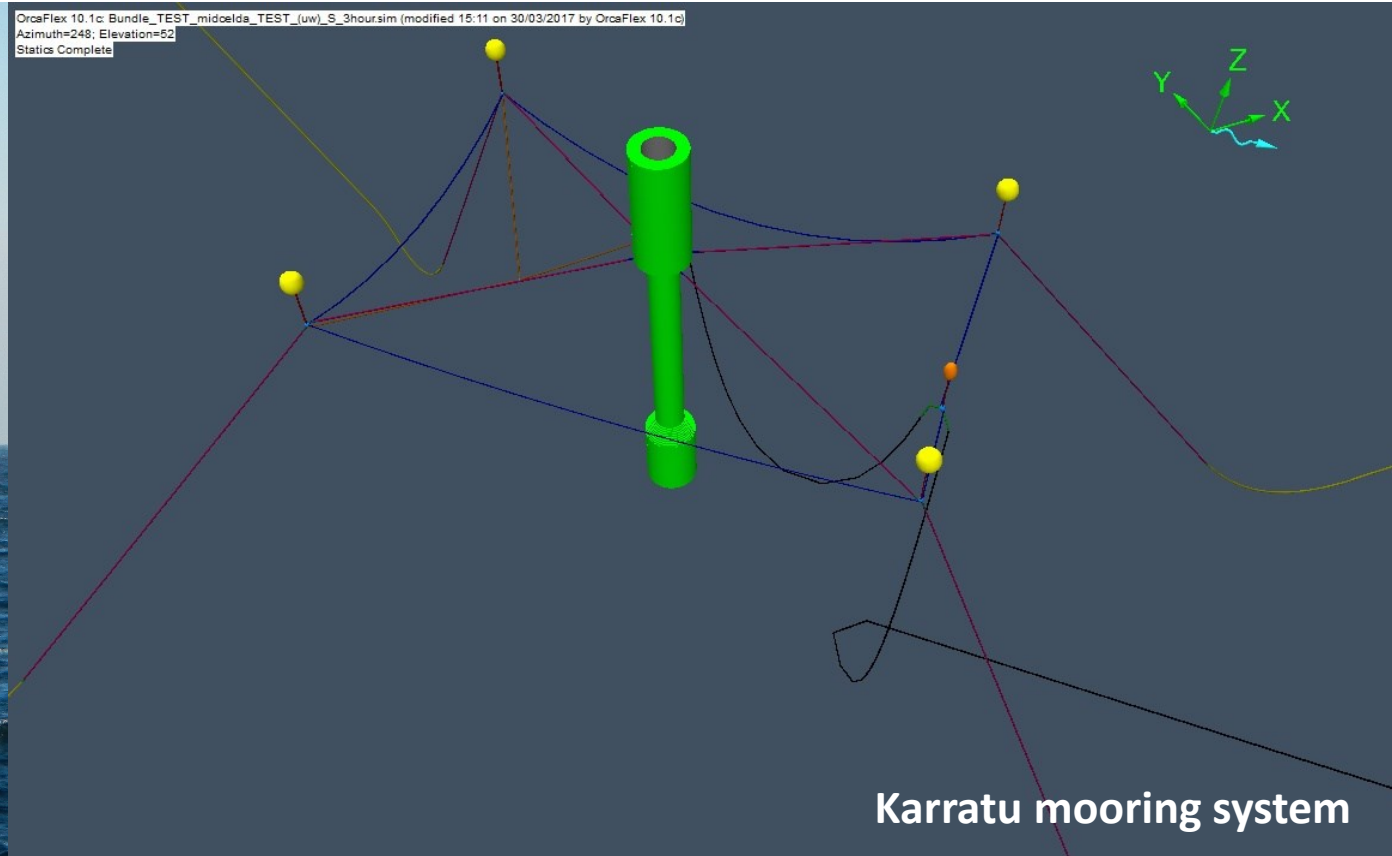 OrcaFlex 10.1c: Bundle_TEST_midcelda_TEST_(uw)_S_3hour.sim (modified 15:11 on 30/03/2017 by OrcaFlex 10.1c)
Azimuth=248; Elevation=52
Statics Complete
Z
Y
X
Karratu mooring system